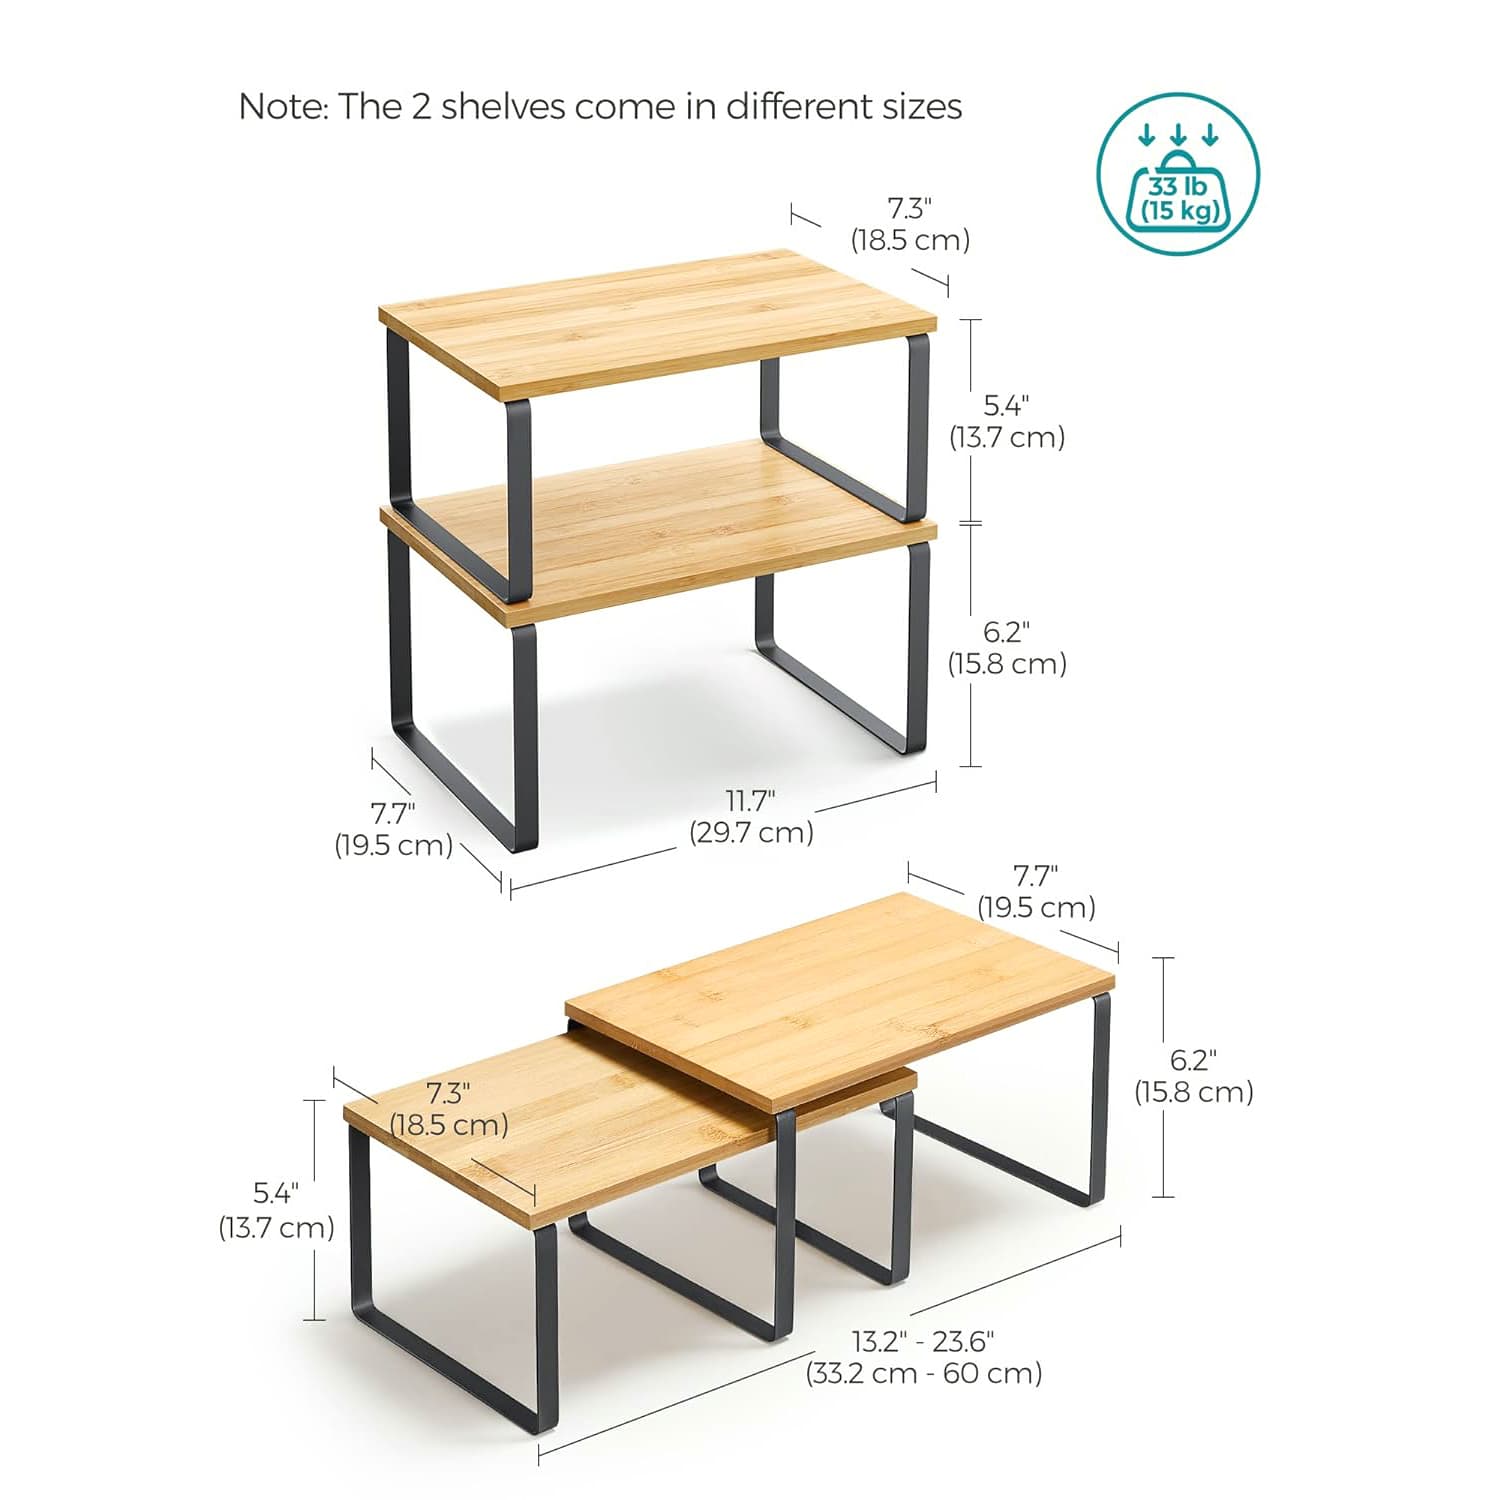 Note: The 2 shelves come in different sizes
33 lb
(15 kg)
7.3"
(18.5 cm)
5.4"
(13.7 cm)
6.2"
(15.8 cm)
7.7"
(19.5 cm)
11.7"
(29.7 cm)
7.7"
(19.5 cm)
7.3"
(18.5 cm)
6.2"
(15.8 cm)
5.4"
(13.7 cm)
13.2" - 23.6"
(33.2 cm - 60 cm)